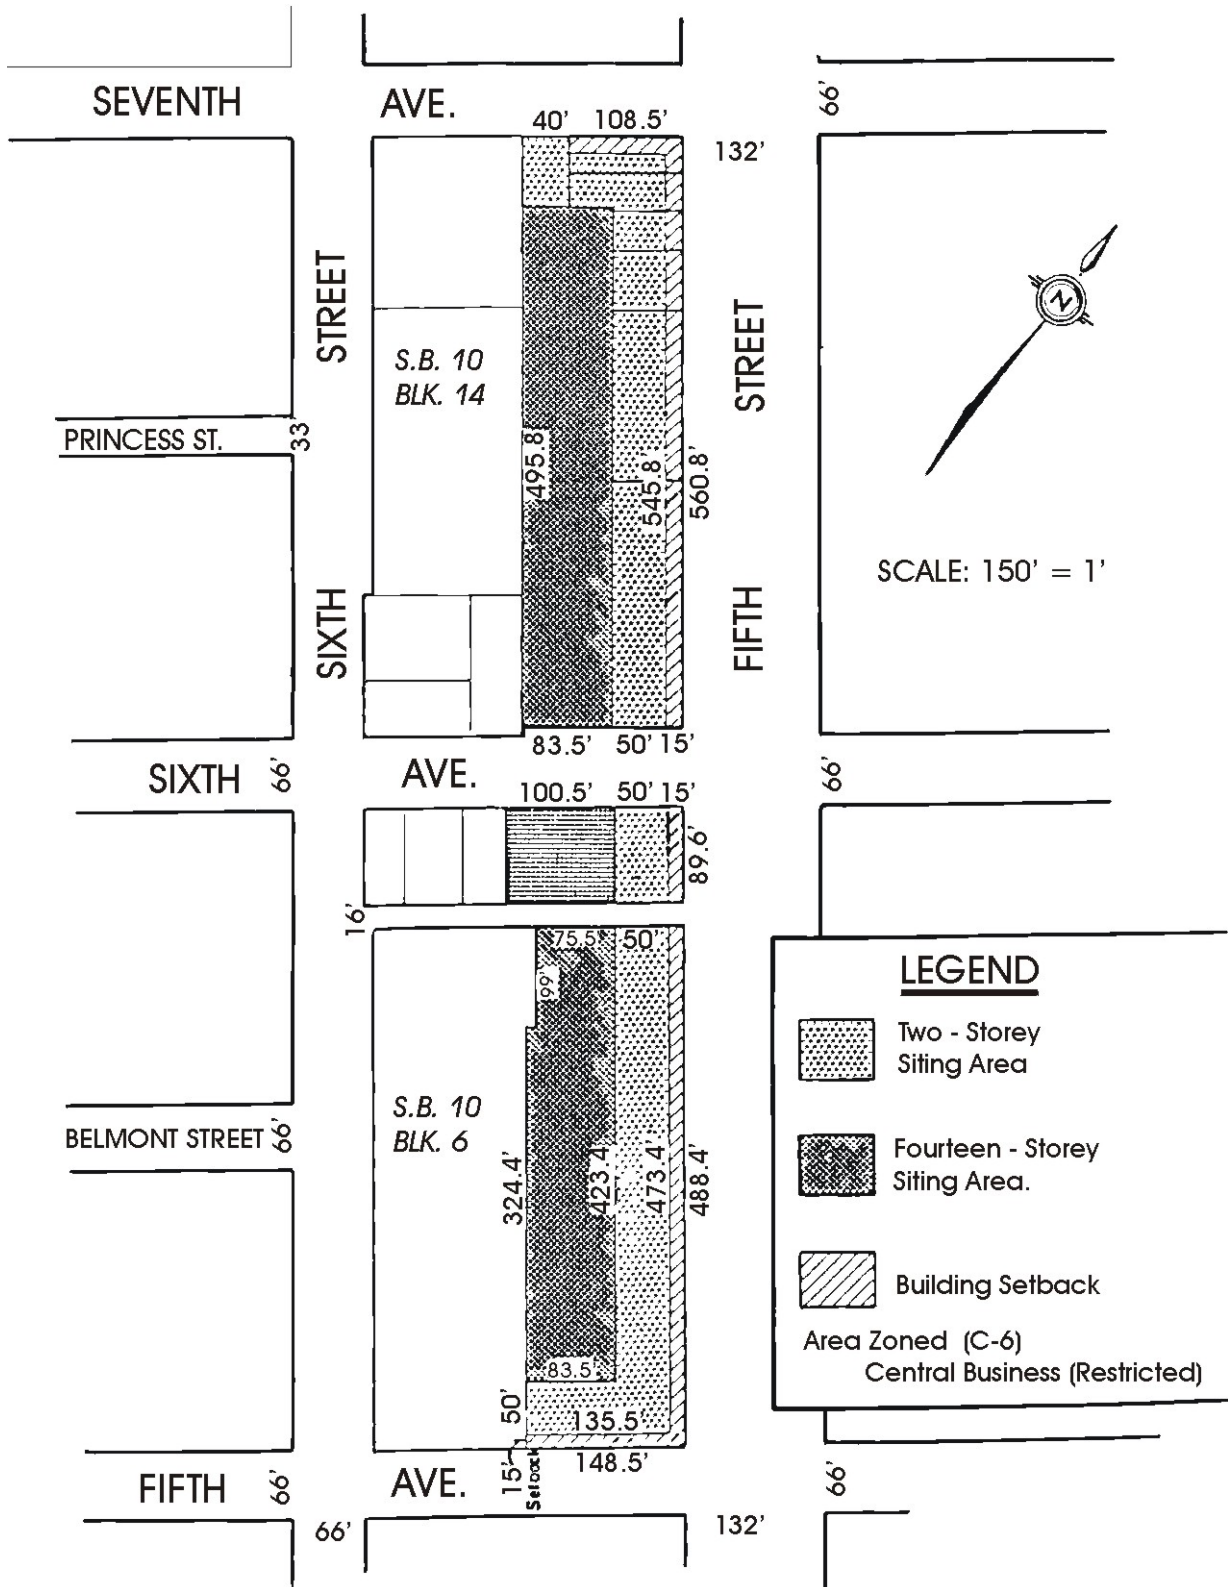 SEVENTH AVE.
66'
40' 108.5'
132'
STREET
STREET
N
S.B. 10
BLK. 14
PRINCESS ST.
33'
495.8'
545.8'
560.8'
SCALE: 150' = 1'
SIXTH
FIFTH
83.5' 50' 15'
SIXTH 66' AVE.
66'
100.5' 50' 15'
89.6'
16'
75.5' 50'
99'
LEGEND
Two - Storey
Siting Area
S.B. 10
BLK. 6
BELMONT STREET 66'
324.4'
423.4'
473.4'
488.4'
Fourteen - Storey
Siting Area.
Building Setback
Area Zoned (C-6)
Central Business (Restricted)
83.5'
50'
135.5'
148.5'
15'
Setback
FIFTH 66' AVE.
66'
66'
132'